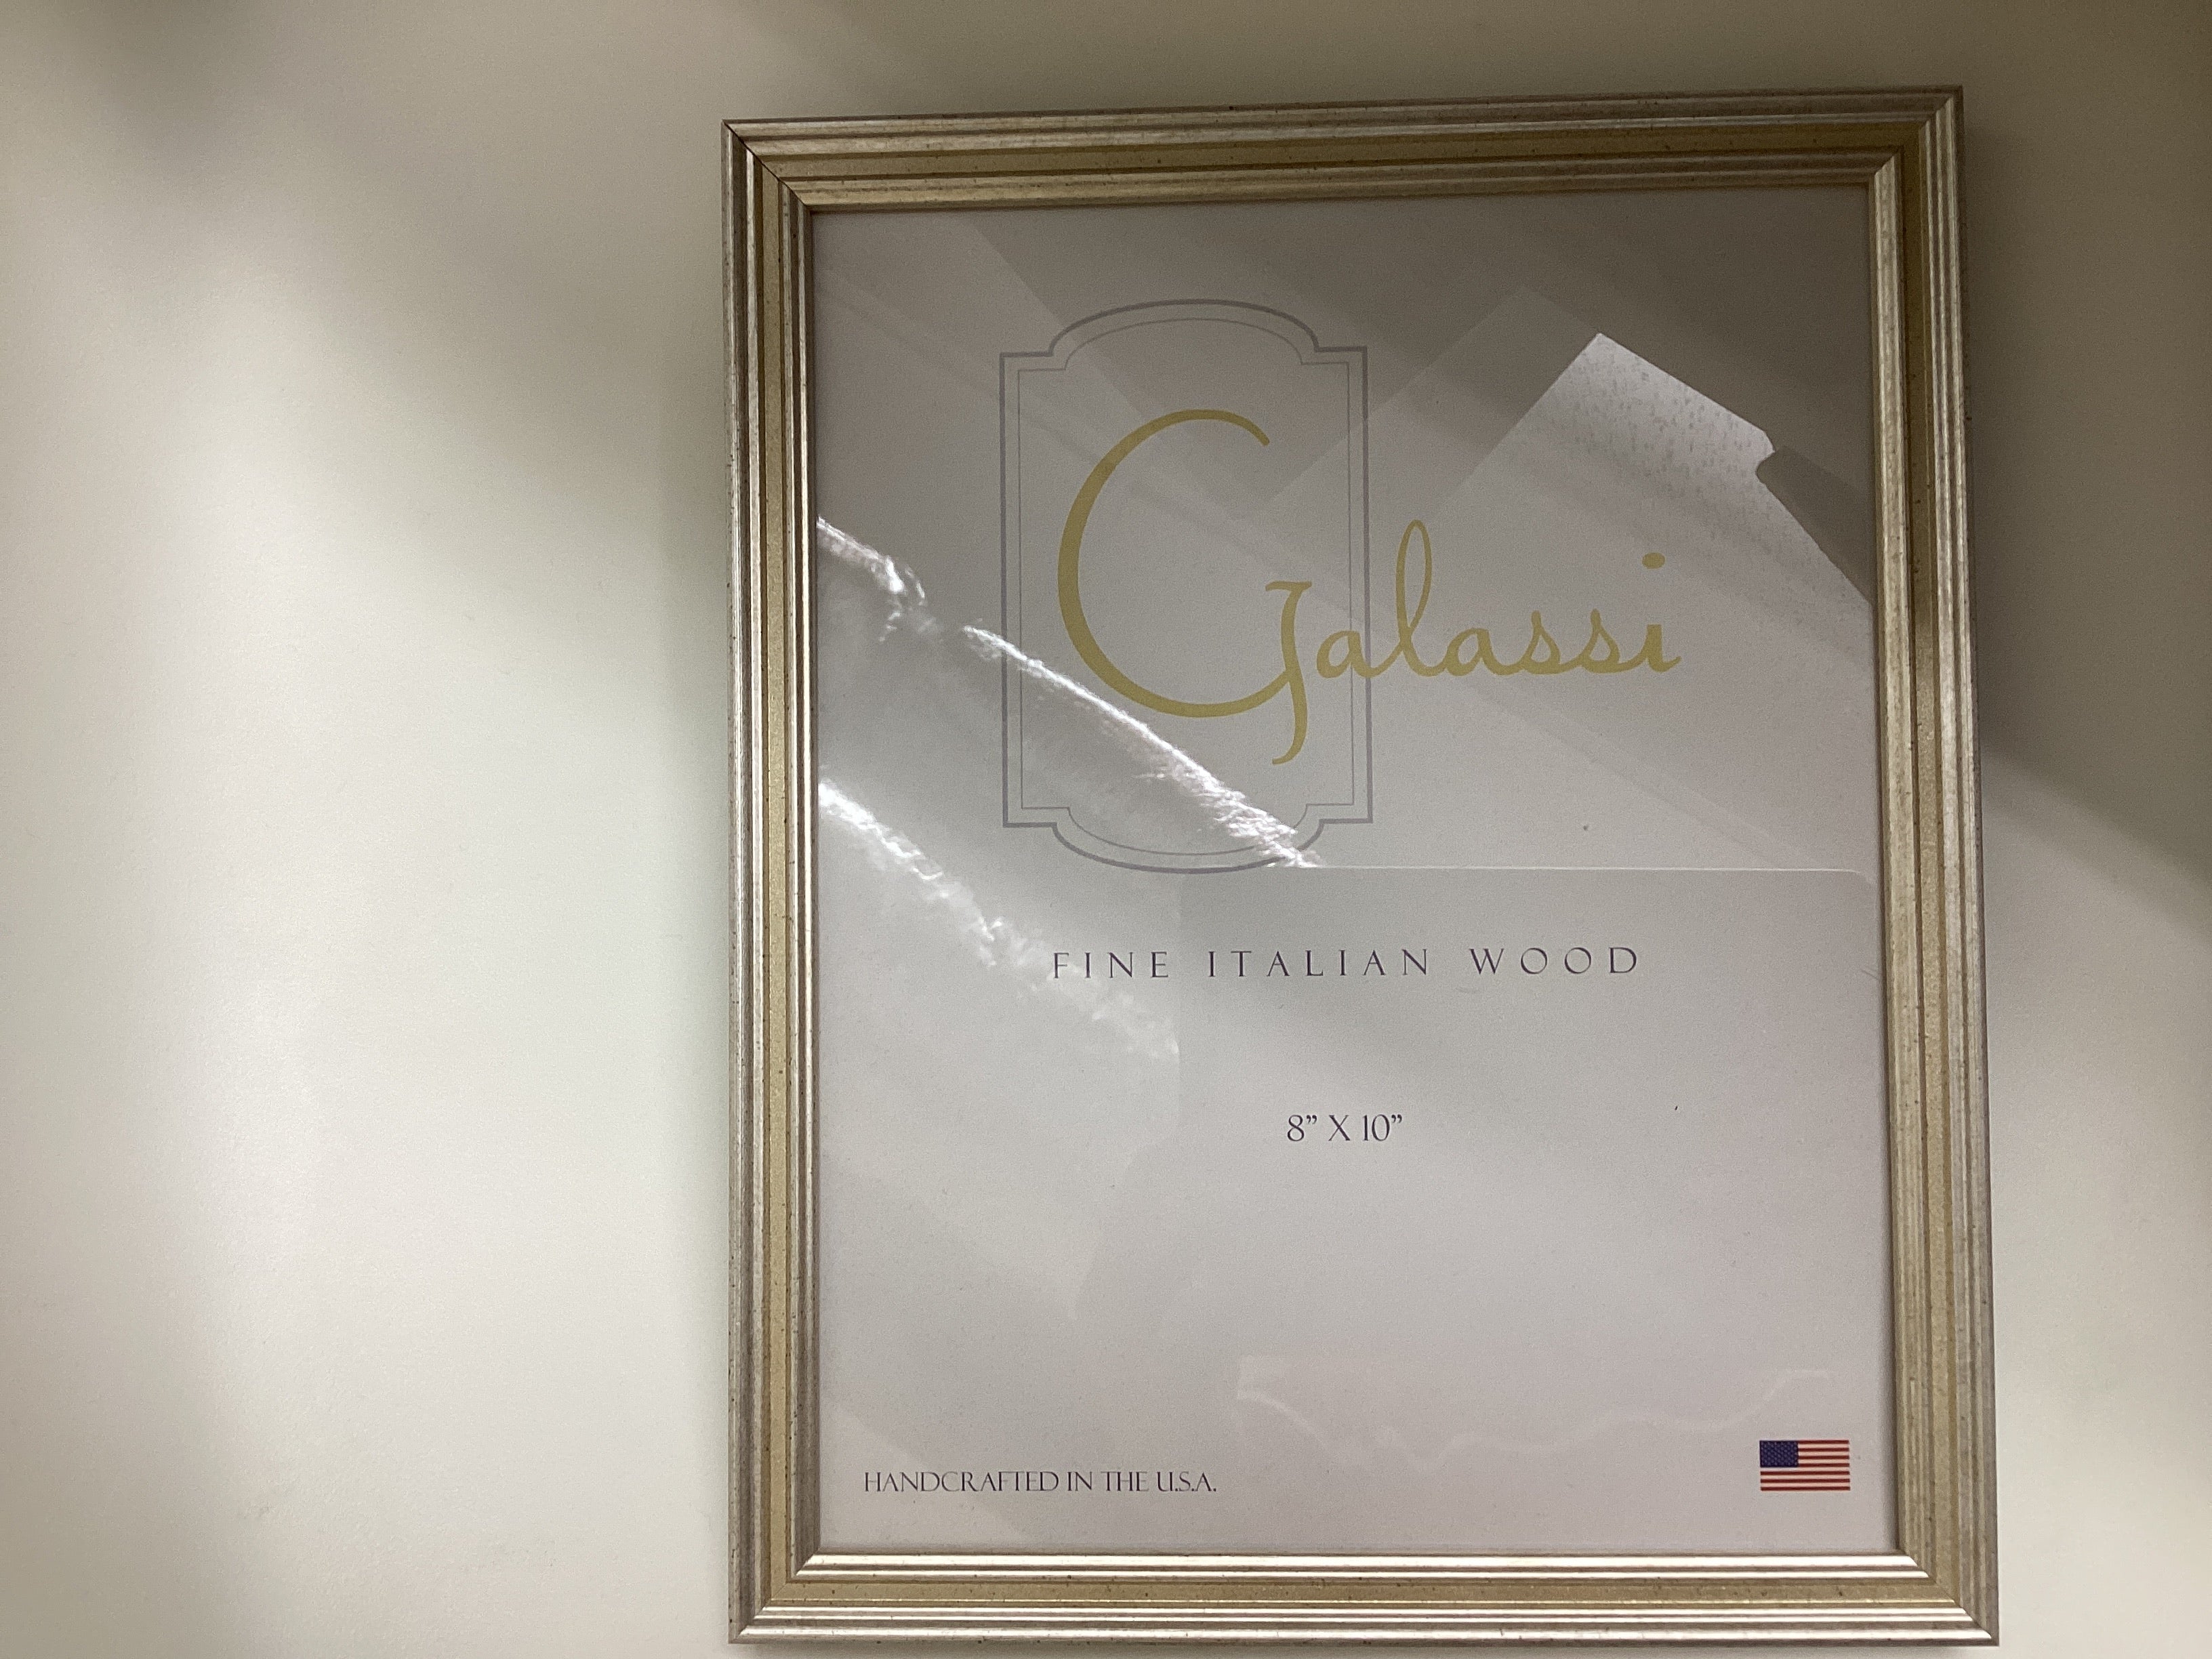 Galassi
FINE ITALIAN WOOD
8” X 10”
HANDCRAFTED IN THE U.S.A.